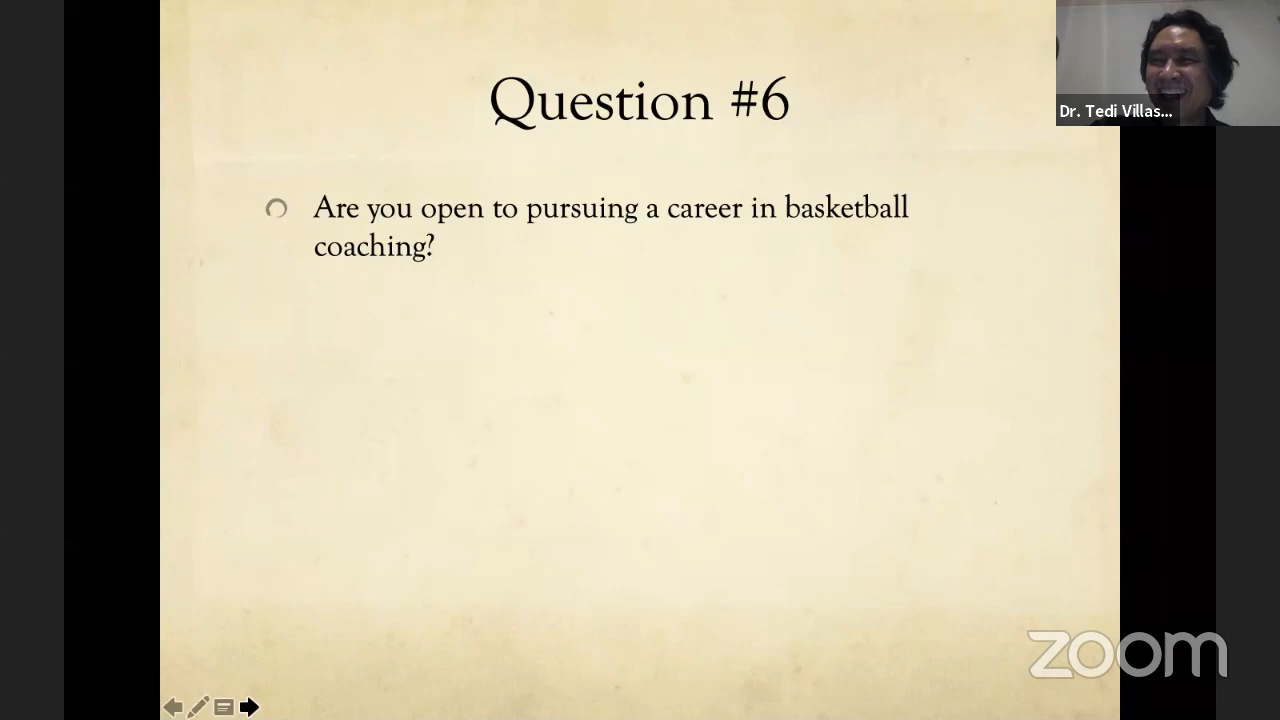 Question #6
Dr. Tedi Villas...
Are you open to pursuing a career in basketball
coaching?
zoom